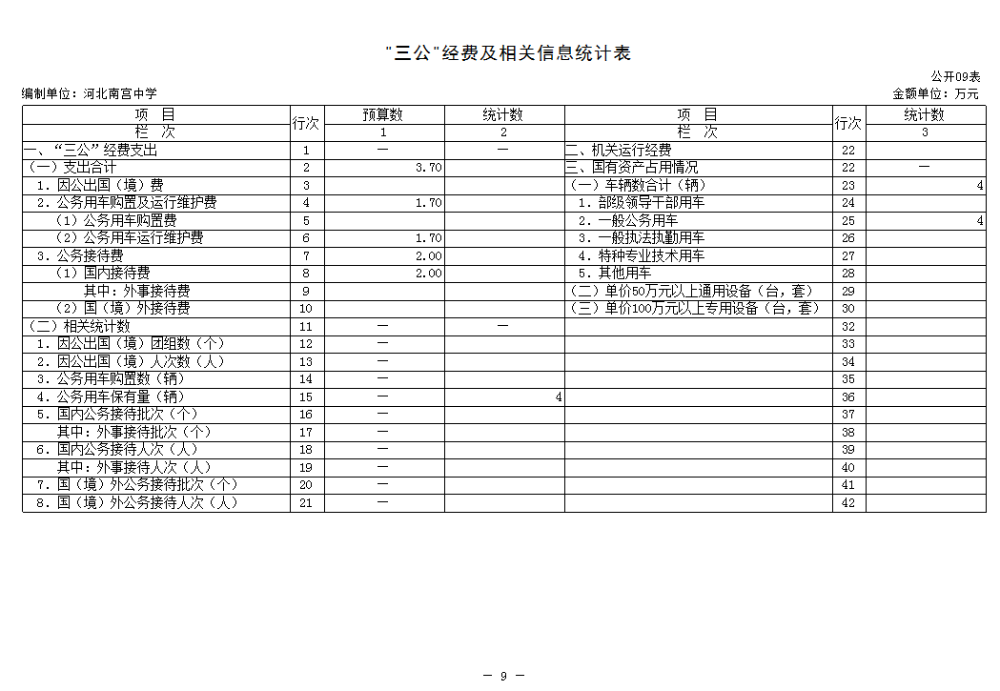 "三公"经费及相关信息统计表
公开09表
编制单位：河北南宫中学 金额单位：万元
项　目 行次 预算数 统计数 项　目 行次 统计数
栏　次 1 2 栏　次 3
一、“三公”经费支出 1 — — 二、机关运行经费 22
（一）支出合计 2 3.70 三、国有资产占用情况 22 —
1．因公出国（境）费 3 （一）车辆数合计（辆） 23 4
2．公务用车购置及运行维护费 4 1.70 1．部级领导干部用车 24
（1）公务用车购置费 5 2．一般公务用车 25 4
（2）公务用车运行维护费 6 1.70 3．一般执法执勤用车 26
3．公务接待费 7 2.00 4．特种专业技术用车 27
（1）国内接待费 8 2.00 5．其他用车 28
其中：外事接待费 9 （二）单价50万元以上通用设备（台，套） 29
（2）国（境）外接待费 10 （三）单价100万元以上专用设备（台，套） 30
（二）相关统计数 11 — — 32
1．因公出国（境）团组数（个） 12 — 33
2．因公出国（境）人次数（人） 13 — 34
3．公务用车购置数（辆） 14 — 35
4．公务用车保有量（辆） 15 — 4 36
5．国内公务接待批次（个） 16 — 37
其中：外事接待批次（个） 17 — 38
6．国内公务接待人次（人） 18 — 39
其中：外事接待人次（人） 19 — 40
7．国（境）外公务接待批次（个） 20 — 41
8．国（境）外公务接待人次（人） 21 — 42
— 9 —